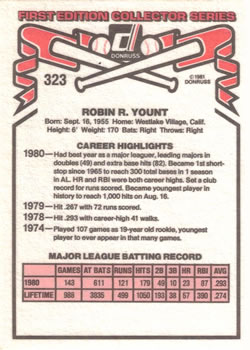 FIRST EDITION COLLECTOR SERIES
DONRUSS
323
©1981
DONRUSS
ROBIN R. YOUNT
Born: Sept. 16, 1955 Home: Westlake Village, Calif.
Height: 6' Weight: 170 Bats: Right Throws: Right
CAREER HIGHLIGHTS
1980—Had best year as a major leaguer, leading majors in
doubles (49) and extra base hits (82). Became 1st short-
stop since 1965 to reach 300 total bases in 1 season
in AL. HR and RBI were both career highs. Set a club
record for runs scored. Became youngest player in history
to reach 1,000 hits on Aug. 16.
1979—Hit .267 with 72 runs scored.
1978—Hit .293 with career-high 41 walks.
1974—Played 107 games as 19-year old rookie, youngest
player to ever appear in that many games.
MAJOR LEAGUE BATTING RECORD
GAMES AT BATS RUNS HITS 2B 3B HR RBI AVG
1980 143 611 121 179 49 10 23 87 .293
LIFETIME 988 3835 499 1050 193 38 57 390 .274